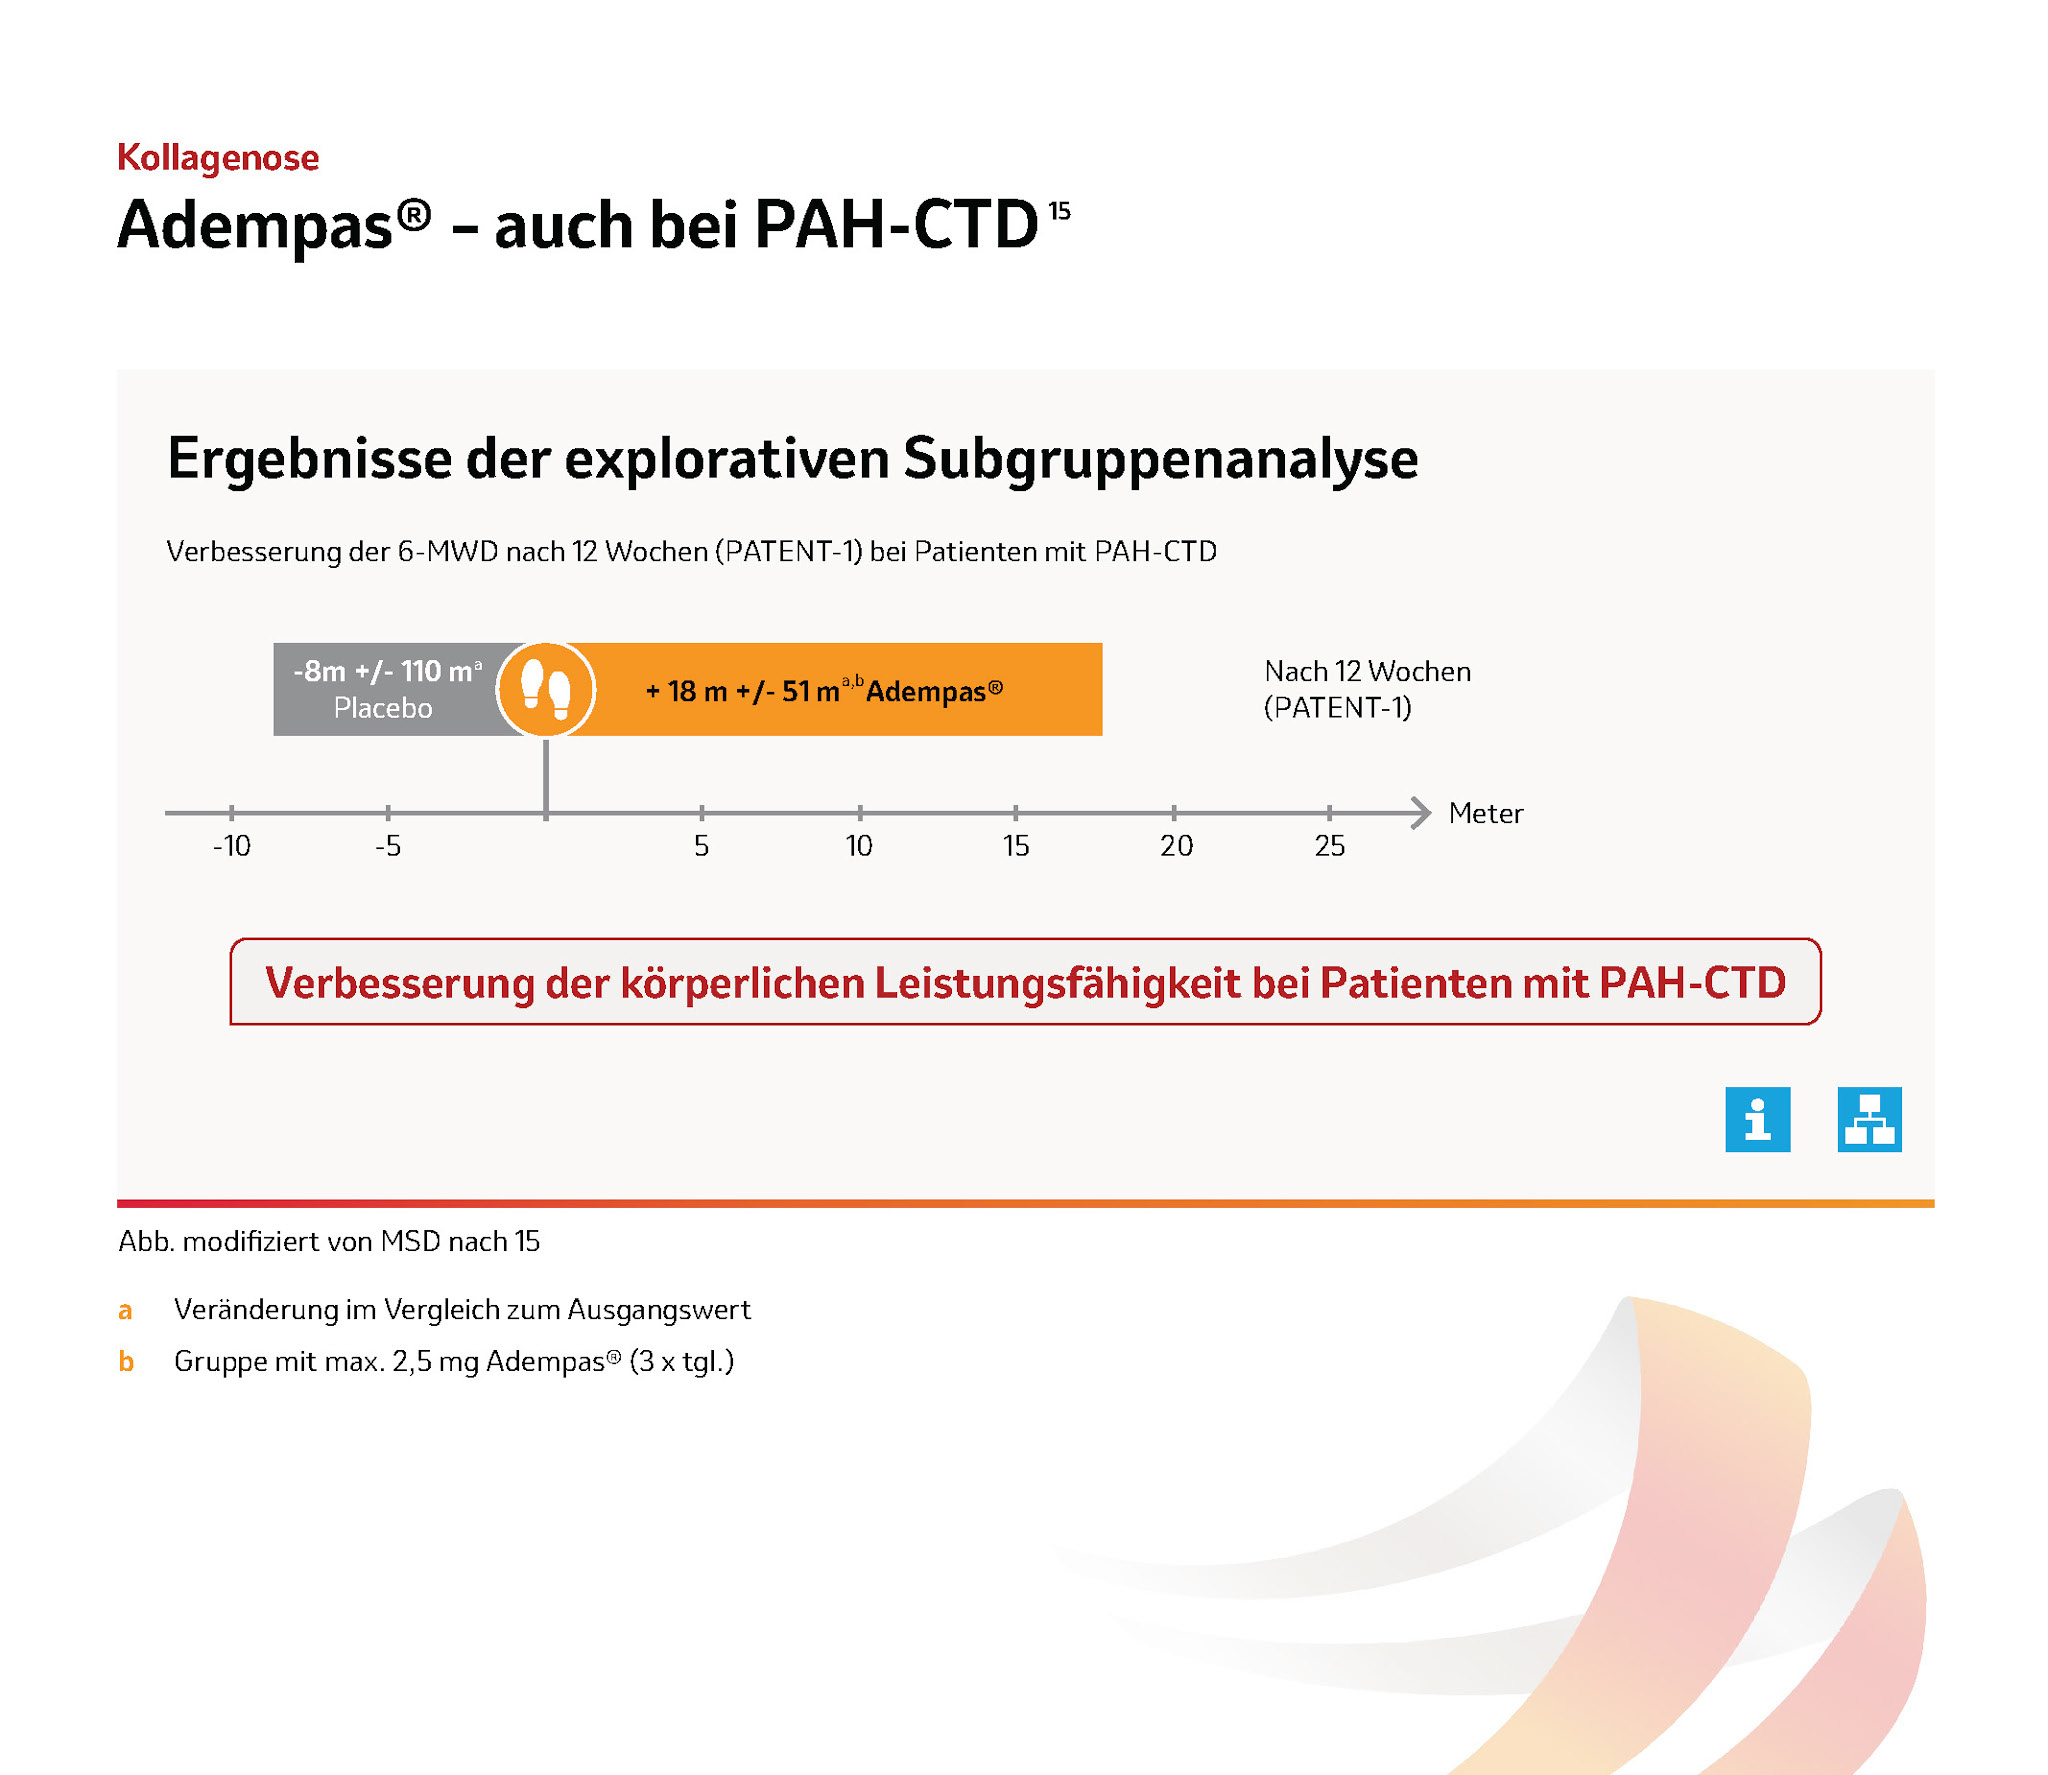 Kollagenose
Adempas® – auch bei PAH-CTD 15
Ergebnisse der explorativen Subgruppenanalyse
Verbesserung der 6-MWD nach 12 Wochen (PATENT-1) bei Patienten mit PAH-CTD
-8m +/- 110 m a
Placebo
+ 18 m +/- 51 m a,b Adempas®
Nach 12 Wochen
(PATENT-1)
Meter
-10 -5 5 10 15 20 25
Verbesserung der körperlichen Leistungsfähigkeit bei Patienten mit PAH-CTD
i
Abb. modifiziert von MSD nach 15
a Veränderung im Vergleich zum Ausgangswert
b Gruppe mit max. 2,5 mg Adempas® (3 x tgl.)